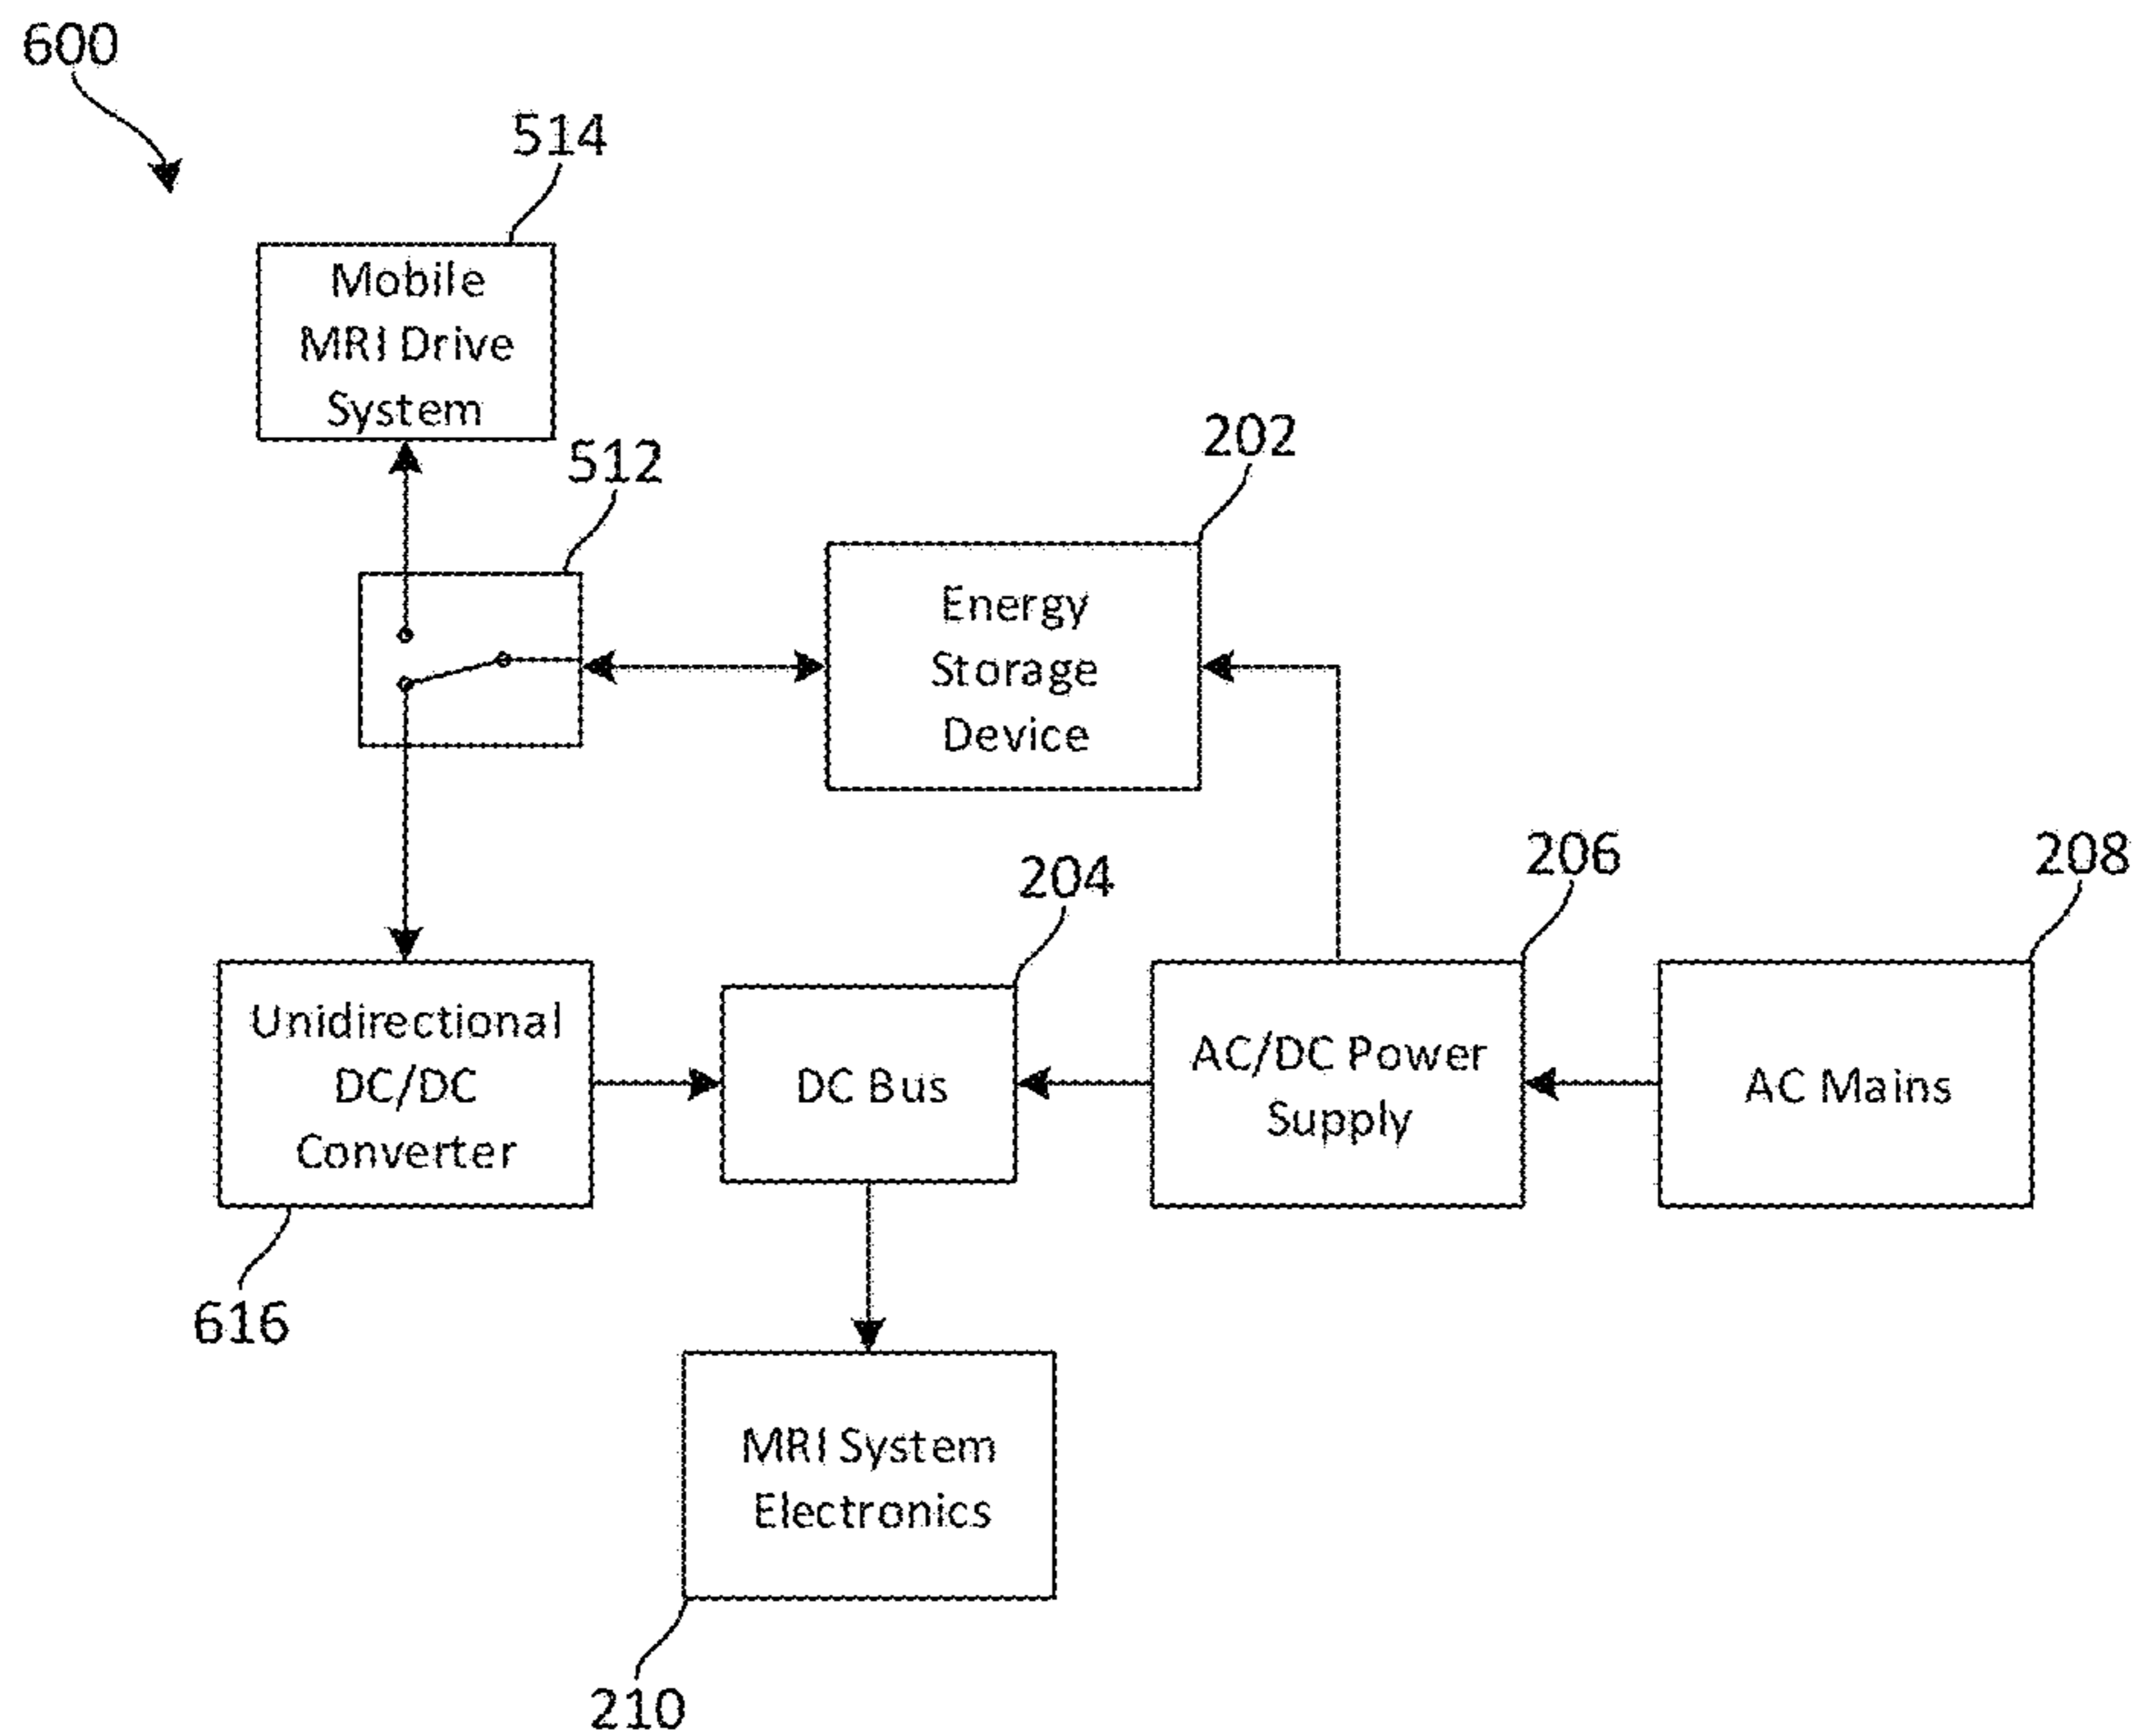 600
514
Mobile
MRI Drive
System
512
202
Energy
Storage
Device
204
206
208
Unidirectional
DC/DC
Converter
DC Bus
AC/DC Power
Supply
AC Mains
616
MRI System
Electronics
210